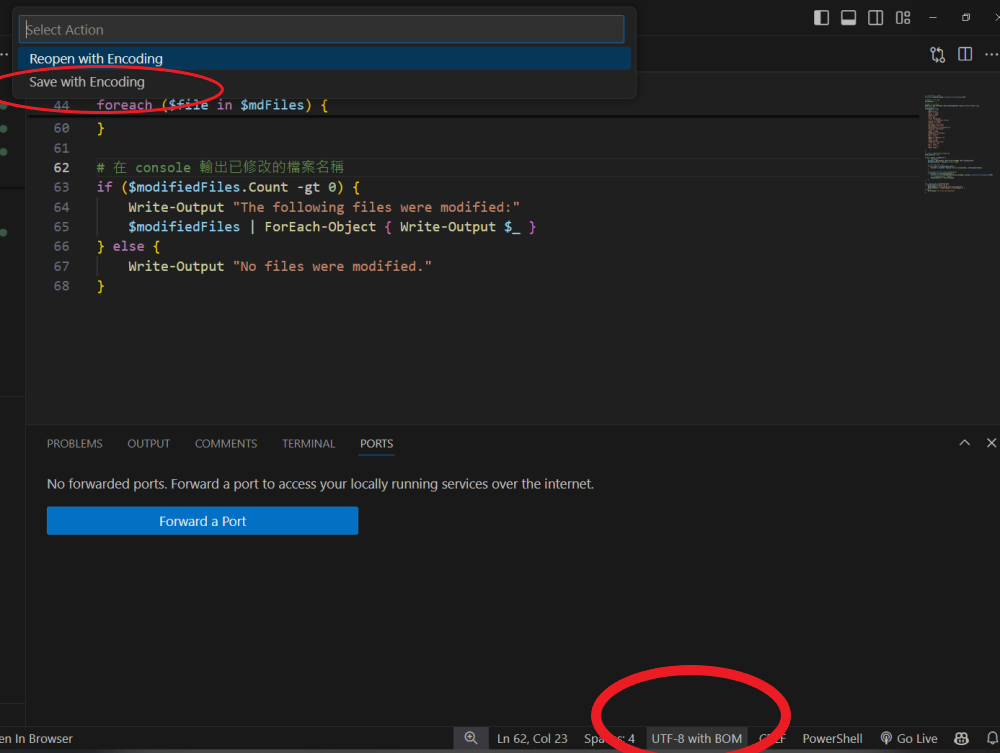 Select Action
Reopen with Encoding
Save with Encoding
44 foreach ($file in $mdFiles) {
60 }
61
62 # 在 console 輸出已修改的檔案名稱
63 if ($modifiedFiles.Count -gt 0) {
64 Write-Output "The following files were modified:"
65 $modifiedFiles | ForEach-Object { Write-Output $_ }
66 } else {
67 Write-Output "No files were modified."
68 }
PROBLEMS OUTPUT COMMENTS TERMINAL PORTS
No forwarded ports. Forward a port to access your locally running services over the internet.
Forward a Port
en In Browser Ln 62, Col 23 Spaces: 4 UTF-8 with BOM CRLF PowerShell Go Live